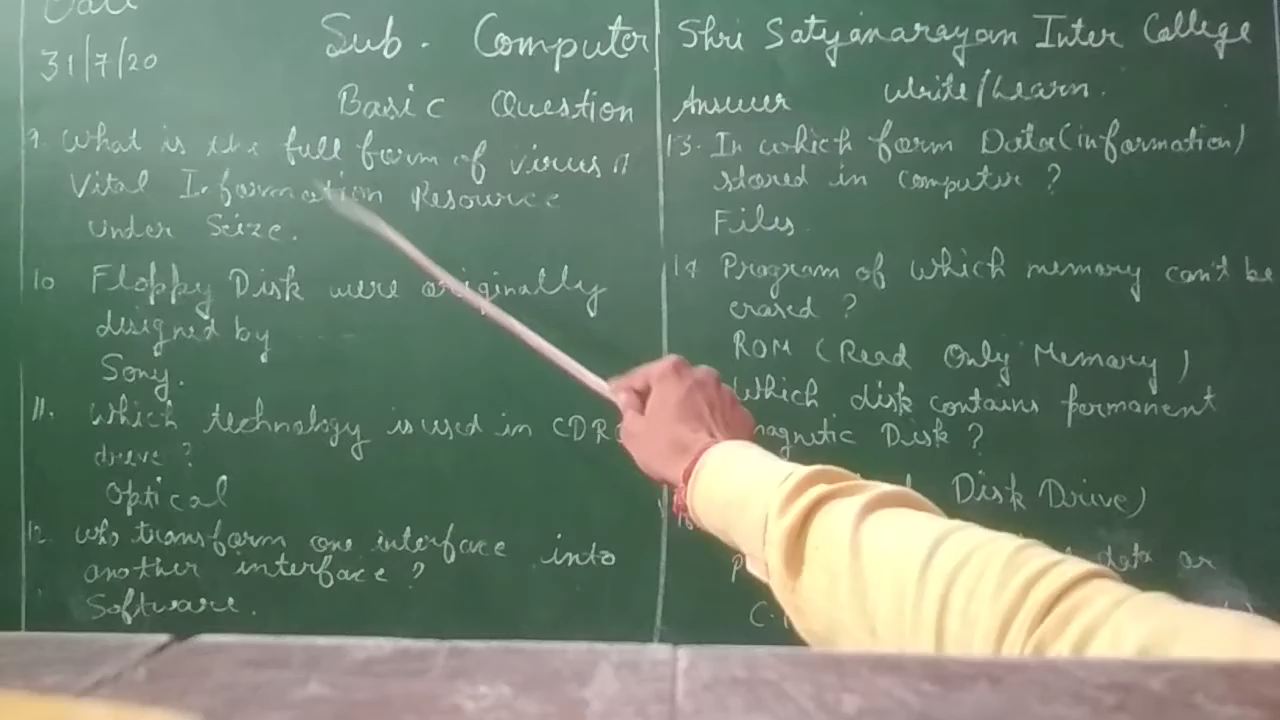 Date
31/7/20
Sub. Computer
Shri Satyanarayan Inter College
Basic Question
Answer Write/Learn.
9. What is the full form of virus?
Vital Information Resource
under Seize.
10 Floppy Disk were originally
designed by
Sony.
11. Which technology is used in CDR
drive?
Optical
12. who transform one interface into
another interface?
Software.
13. In which form Data(information)
stored in computer?
Files.
14 Program of which memory can't be
erased?
ROM (Read Only Memory)
Which disk contains permanent
magnetic Disk?
Disk Drive)
data or